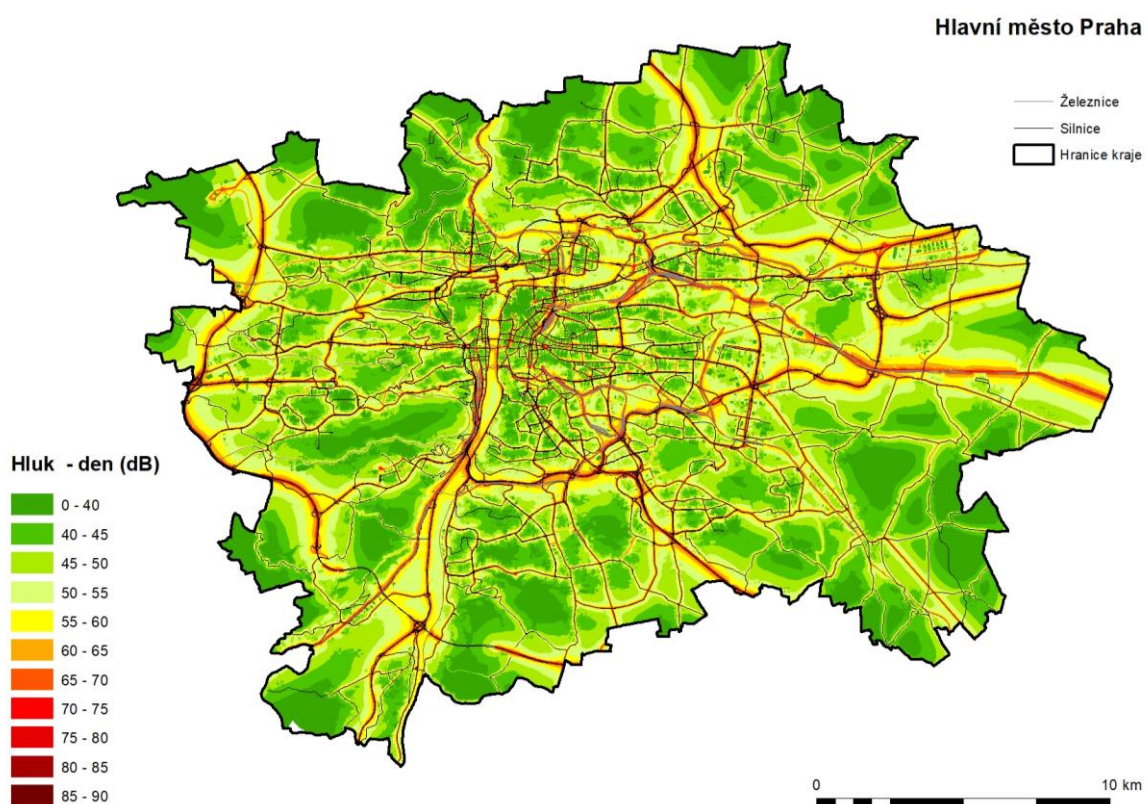 Hlavní město Praha
Železnice
Silnice
Hranice kraje
Hluk - den (dB)
0 - 40
40 - 45
45 - 50
50 - 55
55 - 60
60 - 65
65 - 70
70 - 75
75 - 80
80 - 85
85 - 90
0 10 km